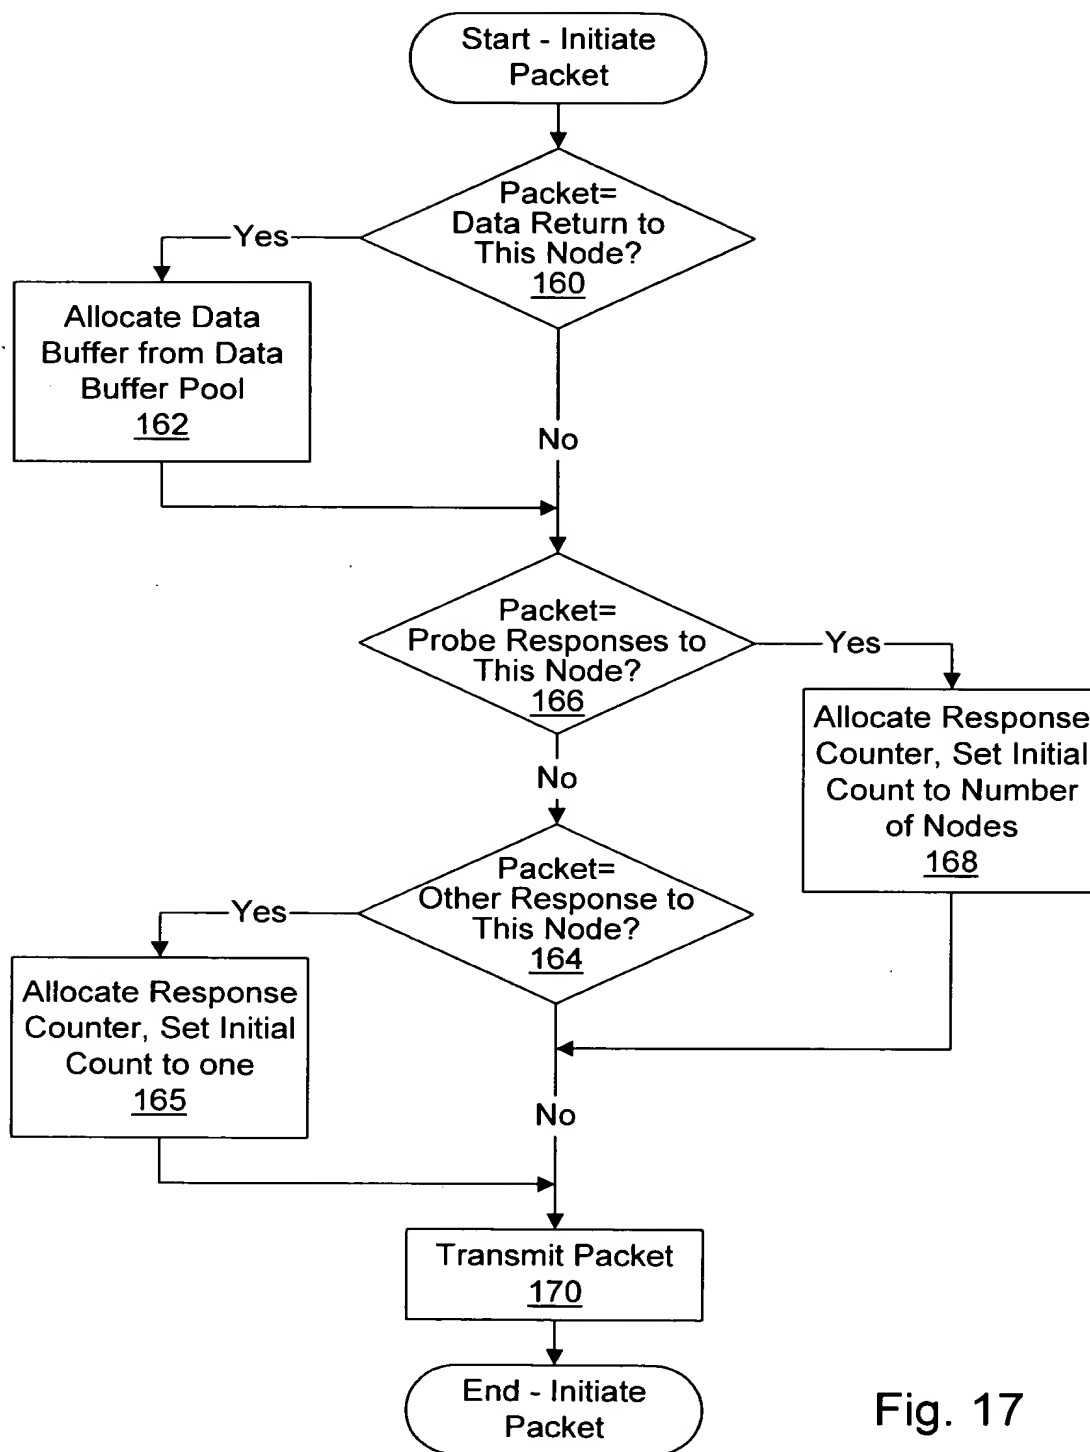 Start - Initiate
Packet
Packet=
Data Return to
This Node?
160
Yes
Allocate Data
Buffer from Data
Buffer Pool
162
No
Packet=
Probe Responses to
This Node?
166
Yes
Allocate Response
Counter, Set Initial
Count to Number
of Nodes
168
No
Packet=
Other Response to
This Node?
164
Yes
Allocate Response
Counter, Set Initial
Count to one
165
No
Transmit Packet
170
End - Initiate
Packet
Fig. 17